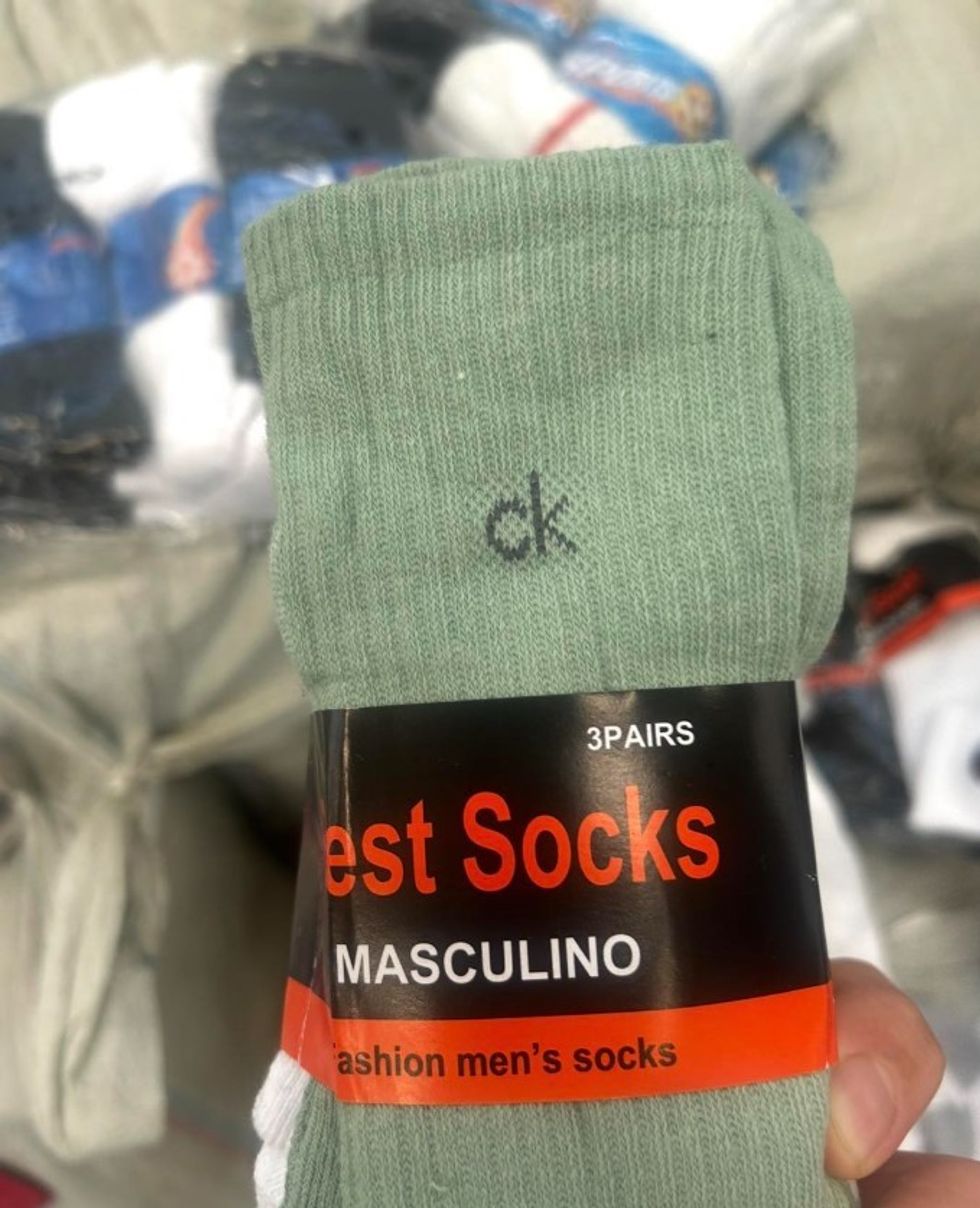 ck
3PAIRS
est Socks
MASCULINO
ashion men's socks